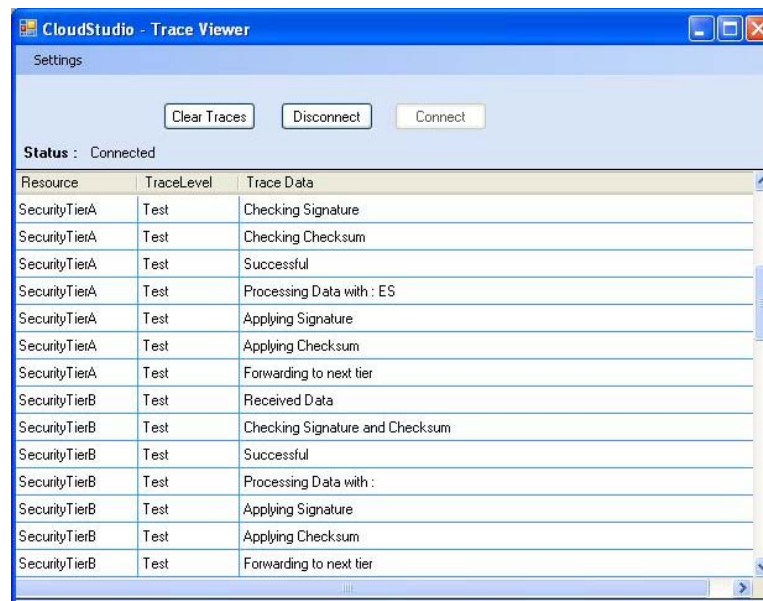 CloudStudio - Trace Viewer
Settings
Clear Traces Disconnect Connect
Status : Connected
Resource TraceLevel Trace Data
SecurityTierA Test Checking Signature
SecurityTierA Test Checking Checksum
SecurityTierA Test Successful
SecurityTierA Test Processing Data with : ES
SecurityTierA Test Applying Signature
SecurityTierA Test Applying Checksum
SecurityTierA Test Forwarding to next tier
SecurityTierB Test Received Data
SecurityTierB Test Checking Signature and Checksum
SecurityTierB Test Successful
SecurityTierB Test Processing Data with :
SecurityTierB Test Applying Signature
SecurityTierB Test Applying Checksum
SecurityTierB Test Forwarding to next tier